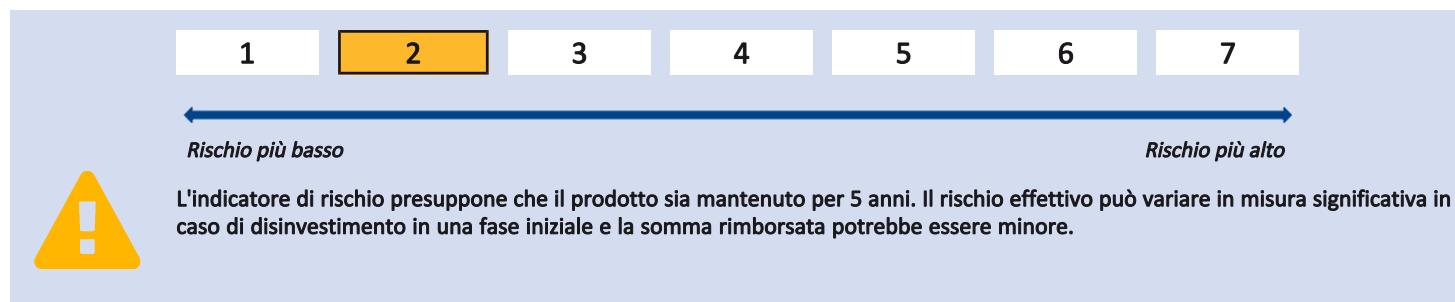 1 2 3 4 5 6 7
Rischio più basso Rischio più alto
L'indicatore di rischio presuppone che il prodotto sia mantenuto per 5 anni. Il rischio effettivo può variare in misura significativa in
caso di disinvestimento in una fase iniziale e la somma rimborsata potrebbe essere minore.